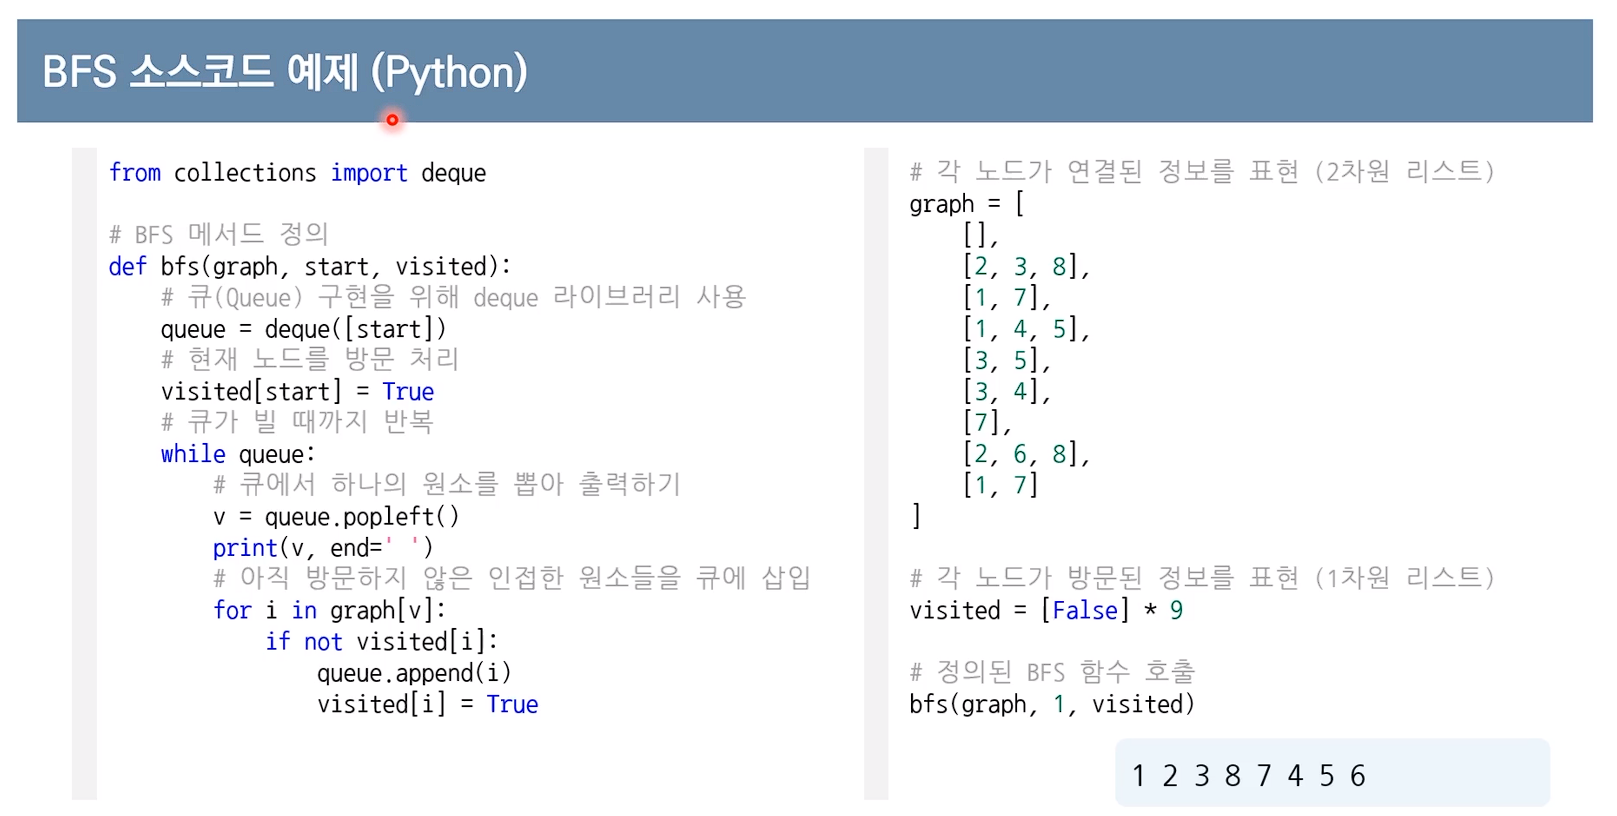 BFS 소스코드 예제 (Python)
from collections import deque
# BFS 메서드 정의
def bfs(graph, start, visited):
    # 큐(Queue) 구현을 위해 deque 라이브러리 사용
    queue = deque([start])
    # 현재 노드를 방문 처리
    visited[start] = True
    # 큐가 빌 때까지 반복
    while queue:
        # 큐에서 하나의 원소를 뽑아 출력하기
        v = queue.popleft()
        print(v, end=' ')
        # 아직 방문하지 않은 인접한 원소들을 큐에 삽입
        for i in graph[v]:
            if not visited[i]:
                queue.append(i)
                visited[i] = True
# 각 노드가 연결된 정보를 표현 (2차원 리스트)
graph = [
    [],
    [2, 3, 8],
    [1, 7],
    [1, 4, 5],
    [3, 5],
    [3, 4],
    [7],
    [2, 6, 8],
    [1, 7]
]
# 각 노드가 방문된 정보를 표현 (1차원 리스트)
visited = [False] * 9
# 정의된 BFS 함수 호출
bfs(graph, 1, visited)
1 2 3 8 7 4 5 6